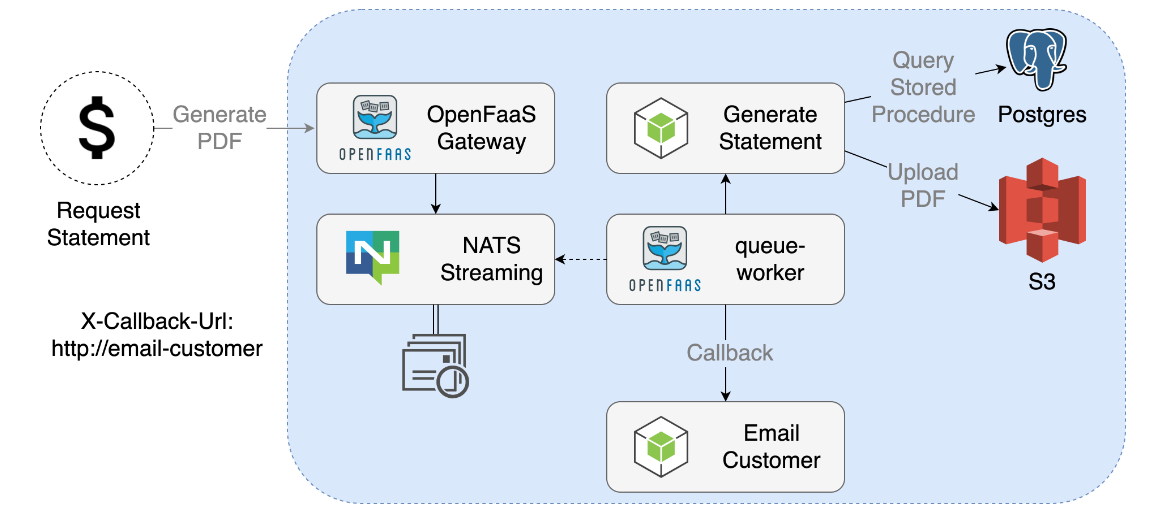 Generate
PDF
Request
Statement
X-Callback-Url:
http://email-customer
OPENFAAS
OpenFaaS
Gateway
N
NATS
Streaming
Generate
Statement
OPENFAAS
queue-
worker
Callback
Email
Customer
Query
Stored
Procedure
Postgres
Upload
PDF
S3
$